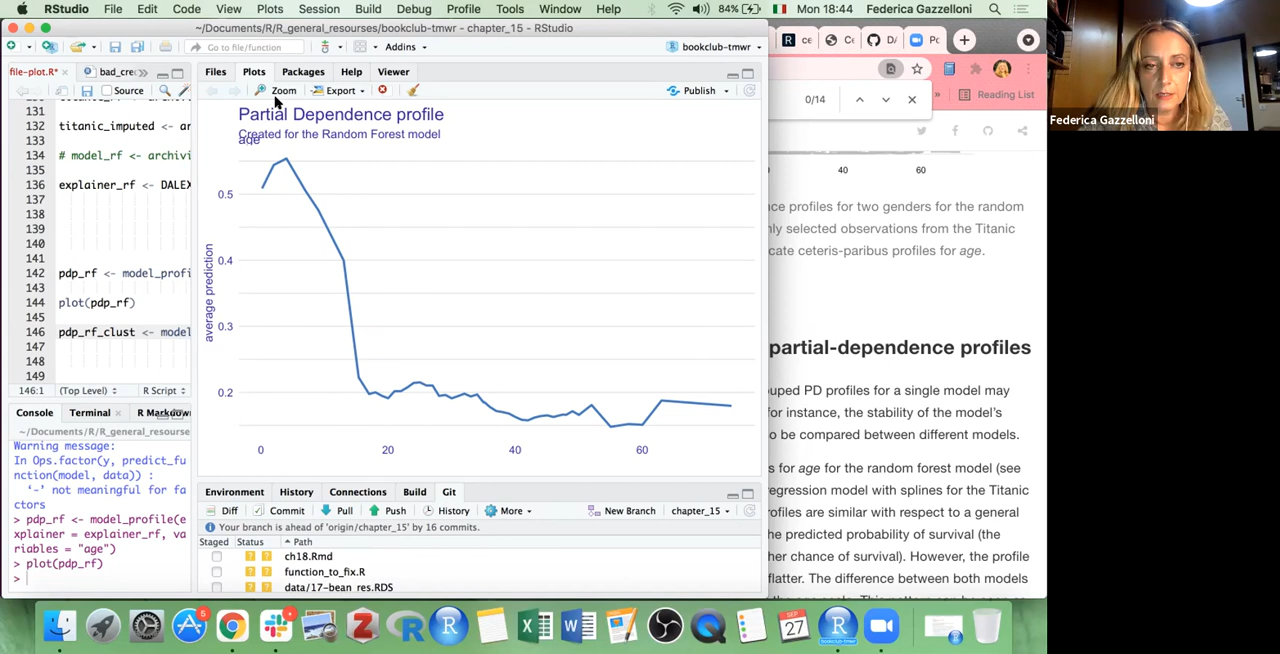 RStudio File Edit Code View Plots Session Build Debug Profile Tools Window Help 84% Mon 18:44 Federica Gazzelloni
~/Documents/R/R_general_resourses/bookclub-tmwr - chapter_15 - RStudio
Go to file/function Addins bookclub-tmwr
file-plot.R* bad_cre
Source
Files Plots Packages Help Viewer
Zoom Export Publish
131
132 titanic_imputed <- ar
133
134 # model_rf <- archivi
135
136 explainer_rf <- DALEX
137
138
139
140
141
142 pdp_rf <- model_profi
143
144 plot(pdp_rf)
145
146 pdp_rf_clust <- model
147
148
149
146:1 (Top Level) R Script
Partial Dependence profile
Created for the Random Forest model
age
average prediction
0.5
0.4
0.3
0.2
0 20 40 60
Console Terminal R Markdown
~/Documents/R/R_general_resourse
Warning message:
In Ops.factor(y, predict_fu
nction(model, data)) :
‘-’ not meaningful for fa
ctors
> pdp_rf <- model_profile(e
xplainer = explainer_rf, va
riables = "age")
> plot(pdp_rf)
>
Environment History Connections Build Git
Diff Commit Pull Push History More New Branch chapter_15
Your branch is ahead of 'origin/chapter_15' by 16 commits.
Staged Status Path
ch18.Rmd
function_to_fix.R
data/17-bean_res.RDS
ce Ce D Pc
0/14
Reading List
40 60
ce profiles for two genders for the random
ly selected observations from the Titanic
cate ceteris-paribus profiles for age.
partial-dependence profiles
uped PD profiles for a single model may
for instance, the stability of the model’s
o be compared between different models.
s for age for the random forest model (see
egression model with splines for the Titanic
rofiles are similar with respect to a general
he predicted probability of survival (the
her chance of survival). However, the profile
flatter. The difference between both models
Federica Gazzelloni
5
SEP
27
bookclub-tmwr